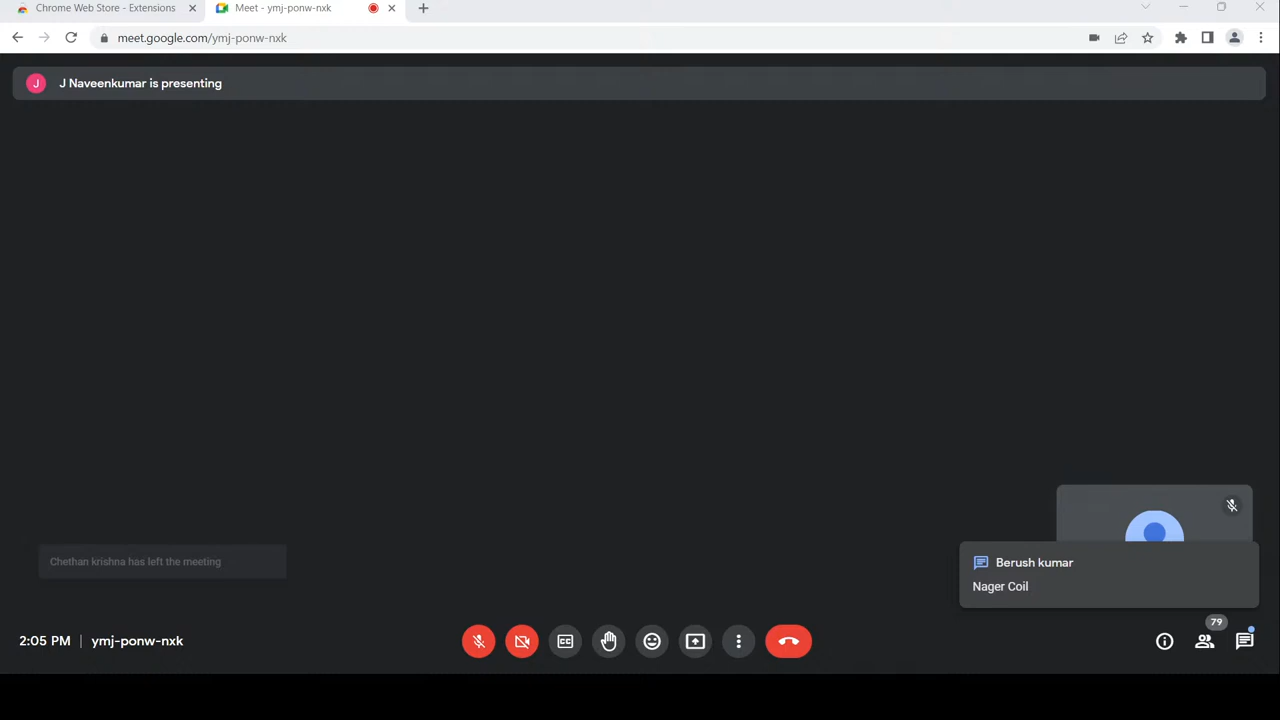 Chrome Web Store - Extensions
Meet - ymj-ponw-nxk
meet.google.com/ymj-ponw-nxk
J
J Naveenkumar is presenting
Chethan krishna has left the meeting
Berush kumar
Nager Coil
2:05 PM | ymj-ponw-nxk
CC
79